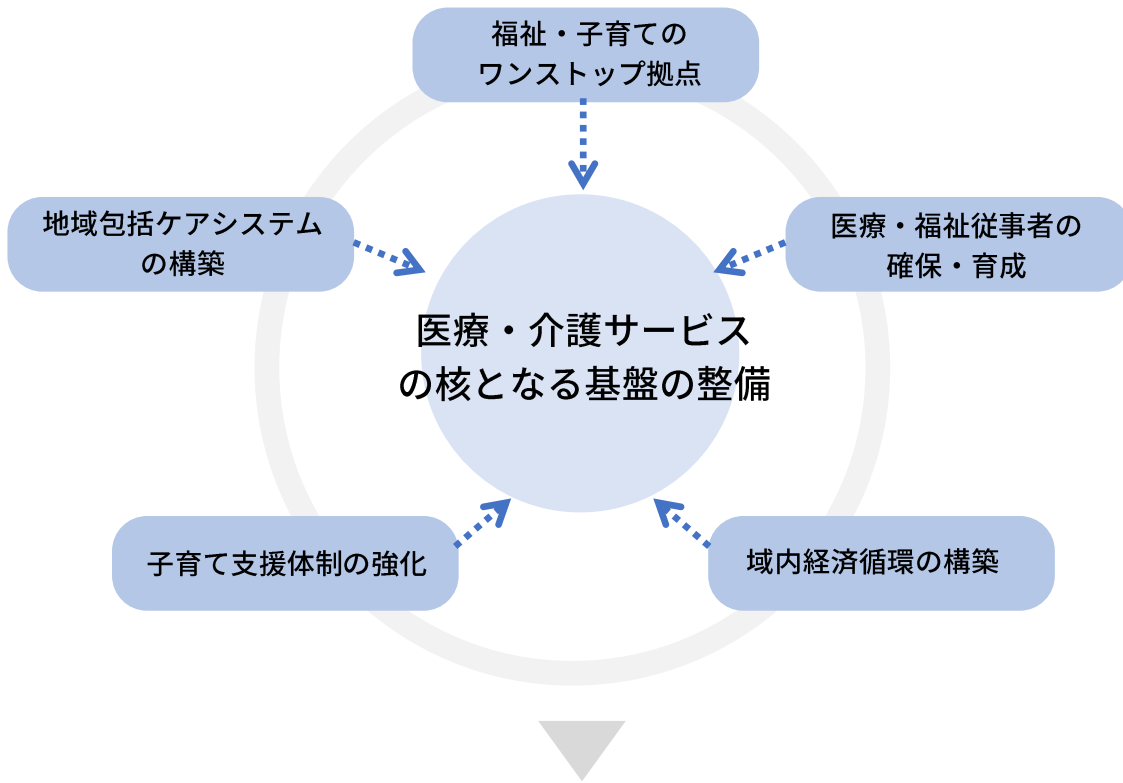 福祉・子育ての
ワンストップ拠点
地域包括ケアシステム
の構築
医療・福祉従事者の
確保・育成
医療・介護サービス
の核となる基盤の整備
子育て支援体制の強化
域内経済循環の構築